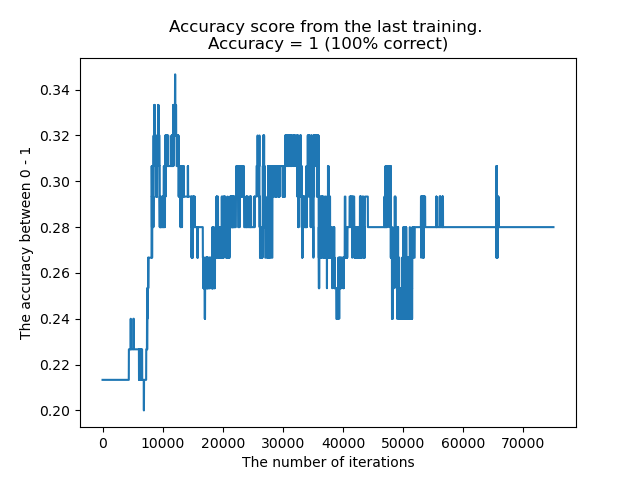 Accuracy score from the last training.
Accuracy = 1 (100% correct)
The accuracy between 0 - 1
0.34
0.32
0.30
0.28
0.26
0.24
0.22
0.20
0 10000 20000 30000 40000 50000 60000 70000
The number of iterations